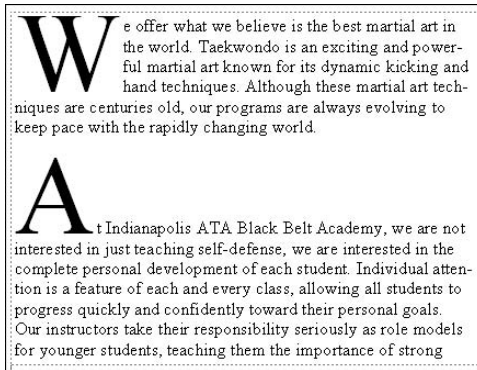 We offer what we believe is the best martial art in
the world. Taekwondo is an exciting and power-
ful martial art known for its dynamic kicking and
hand techniques. Although these martial art tech-
niques are centuries old, our programs are always evolving to
keep pace with the rapidly changing world.
At Indianapolis ATA Black Belt Academy, we are not
interested in just teaching self-defense, we are interested in the
complete personal development of each student. Individual atten-
tion is a feature of each and every class, allowing all students to
progress quickly and confidently toward their personal goals.
Our instructors take their responsibility seriously as role models
for younger students, teaching them the importance of strong